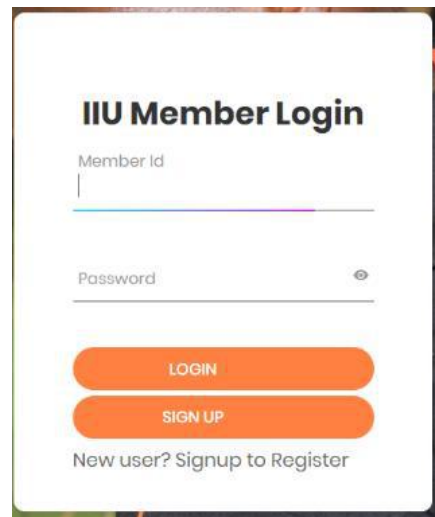 IIU Member Login
Member Id
Password
LOGIN
SIGN UP
New user? Signup to Register